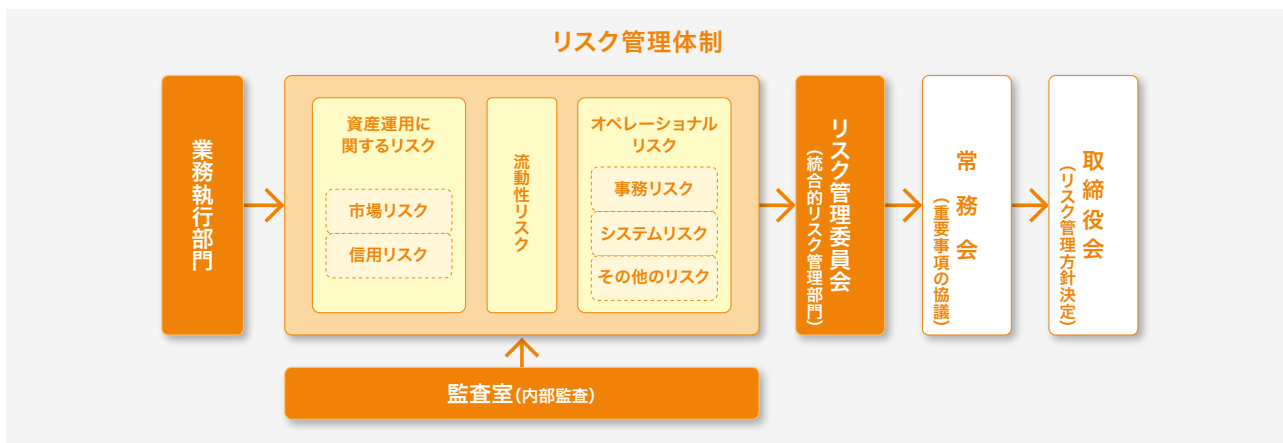 リスク管理体制
業務執行部門
資産運用に
関するリスク
市場リスク
信用リスク
流動性リスク
オペレーショナル
リスク
事務リスク
システムリスク
その他のリスク
リスク管理委員会
(統合的リスク管理部門)
常務会
(重要事項の協議)
取締役会
(リスク管理方針決定)
監査室(内部監査)